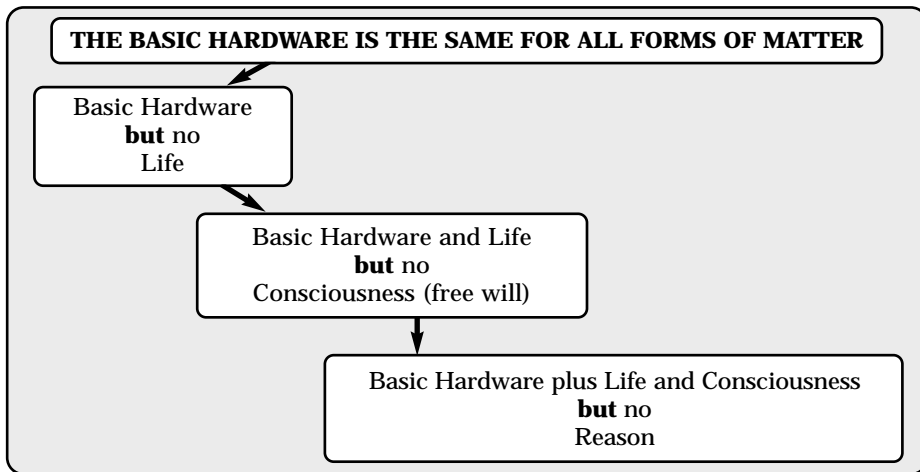 THE BASIC HARDWARE IS THE SAME FOR ALL FORMS OF MATTER
Basic Hardware
but no
Life
Basic Hardware and Life
but no
Consciousness (free will)
Basic Hardware plus Life and Consciousness
but no
Reason